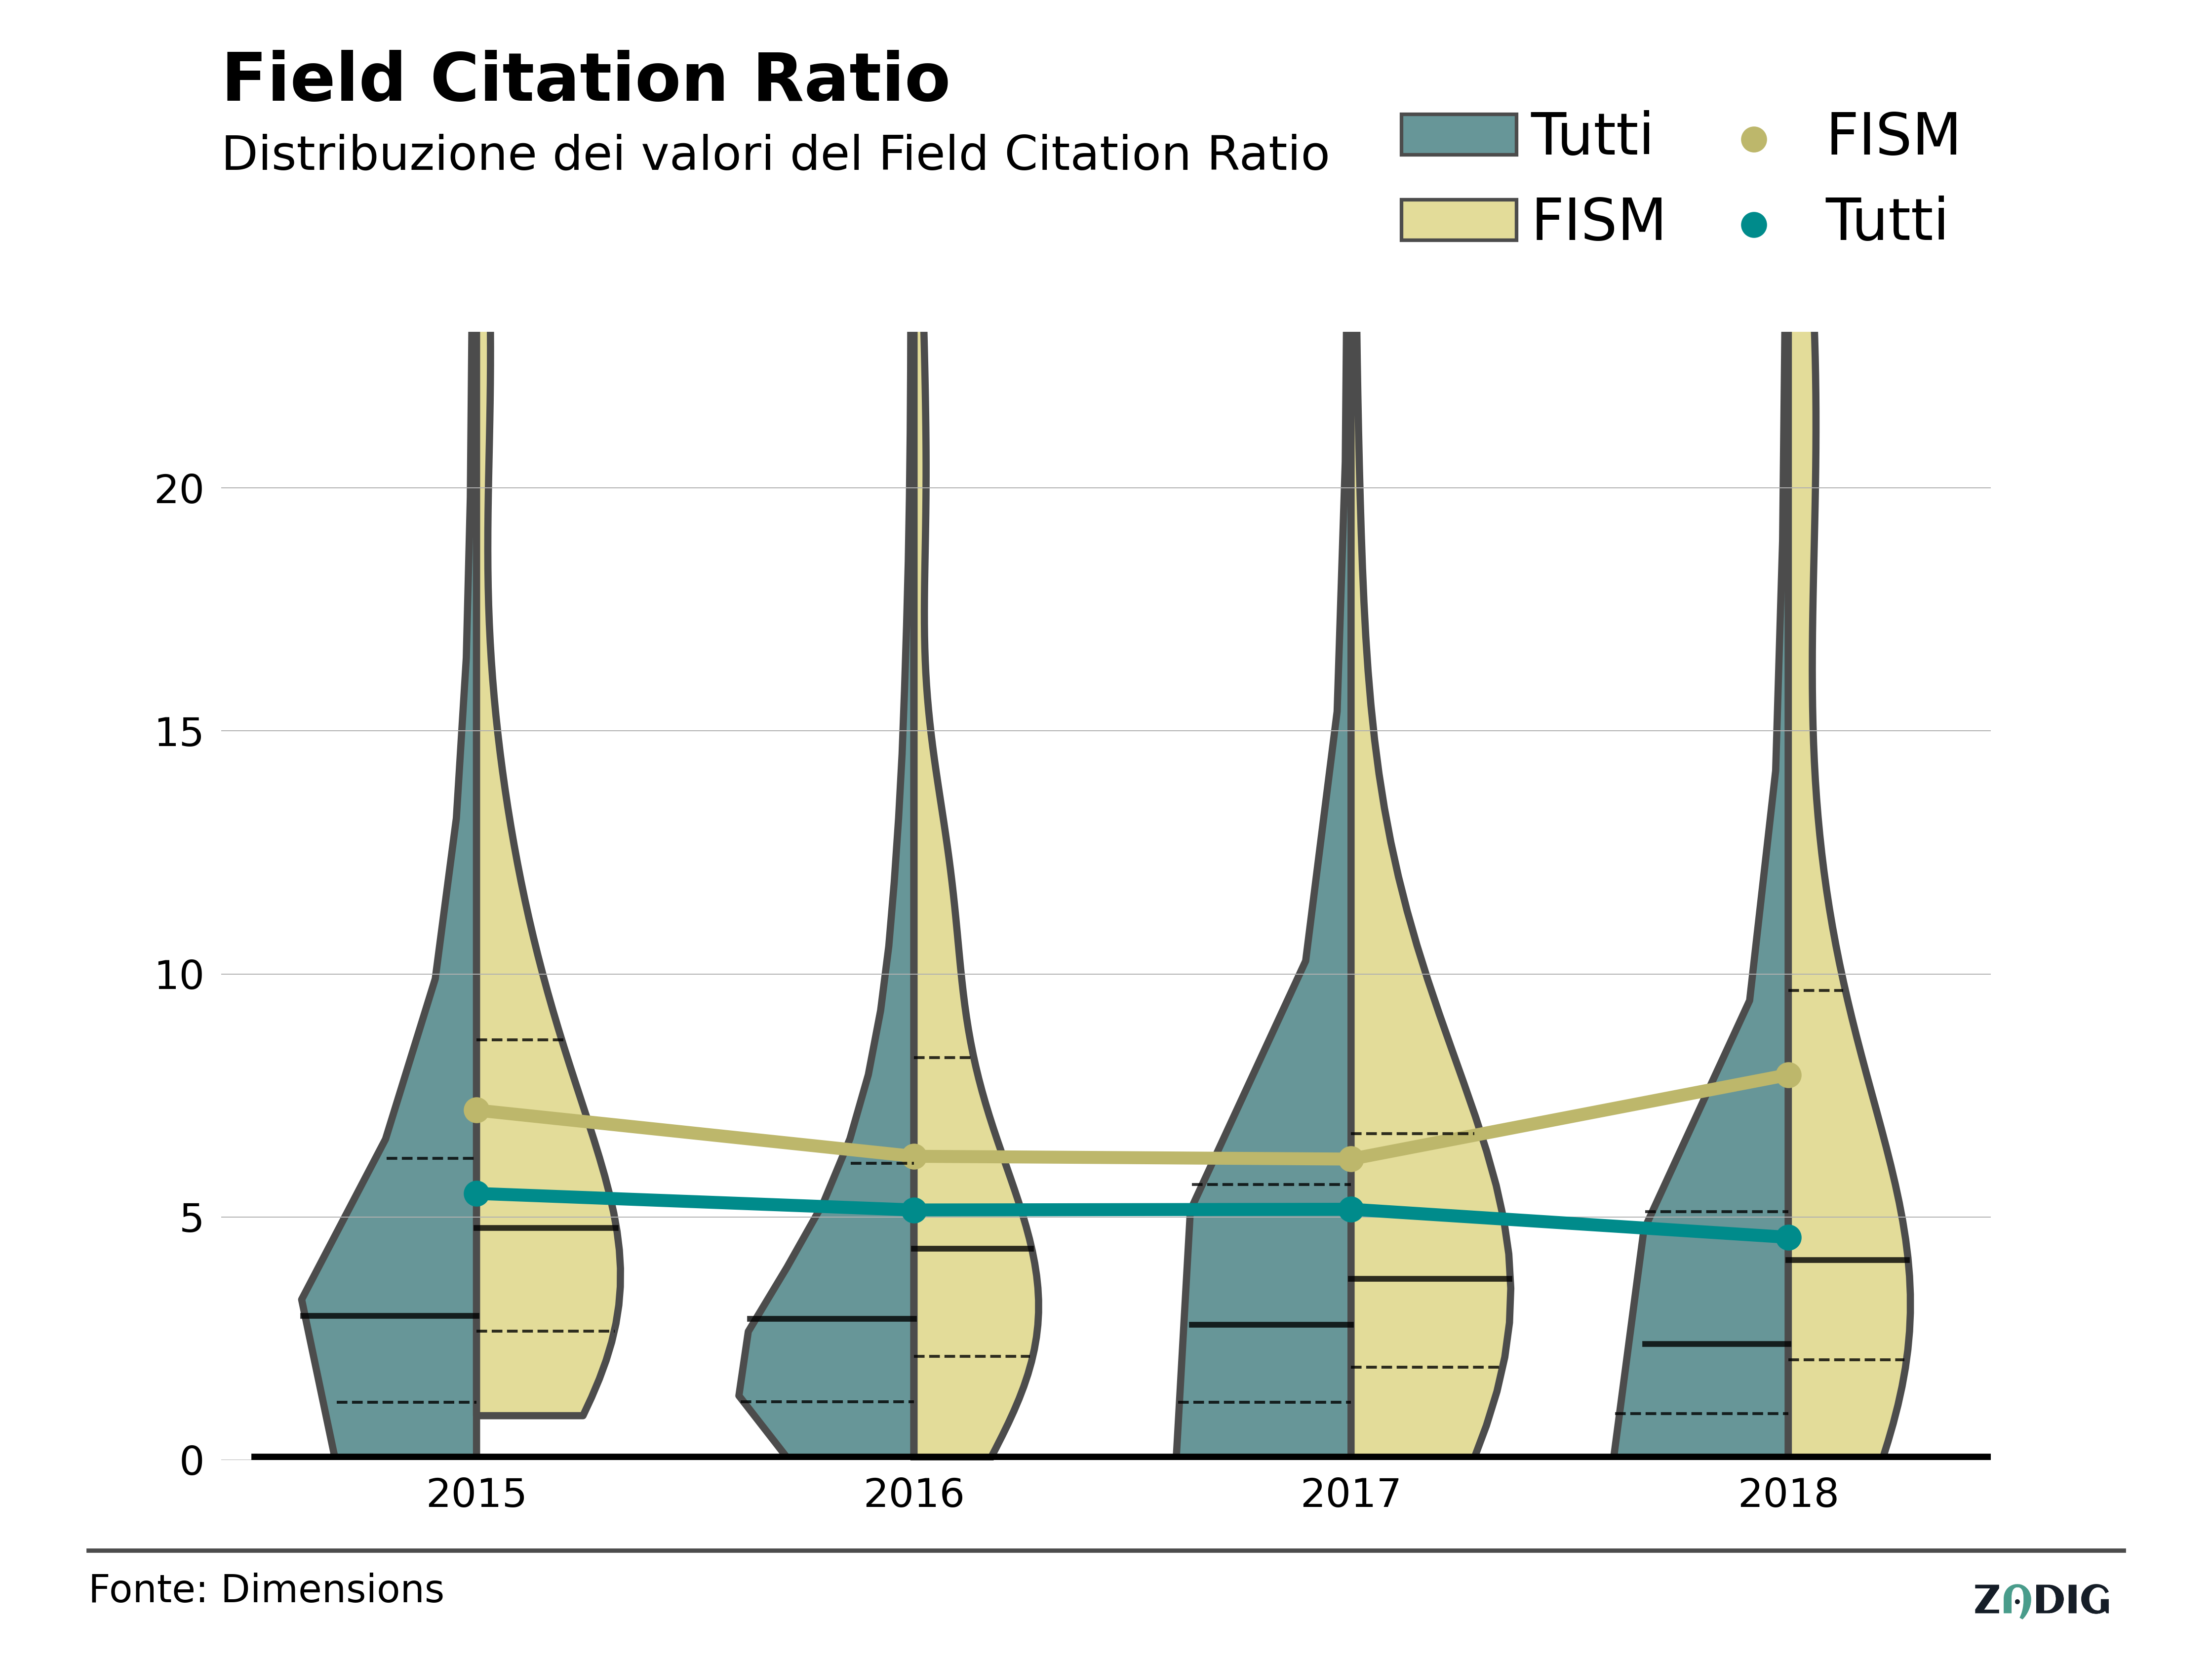 Field Citation Ratio
Distribuzione dei valori del Field Citation Ratio
Tutti
FISM
FISM
Tutti
20
15
10
5
0
2015 2016 2017 2018
Fonte: Dimensions
ZADIG